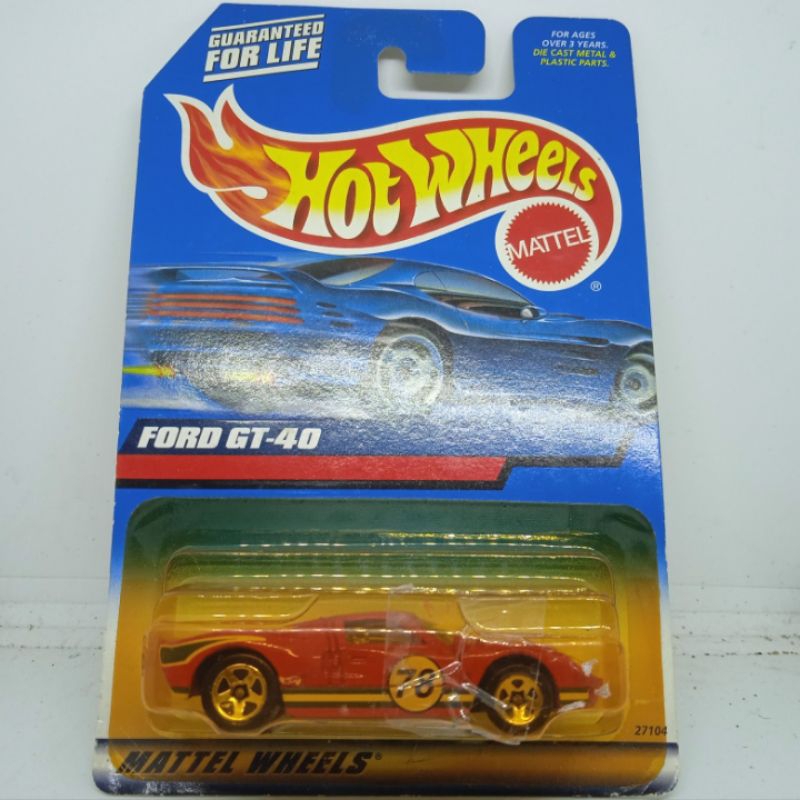 GUARANTEED
FOR LIFE
FOR AGES
OVER 3 YEARS.
DIE CAST METAL &
PLASTIC PARTS.
HOT WHEELS
MATTEL
®
FORD GT-40
78
27104
MATTEL WHEELS®